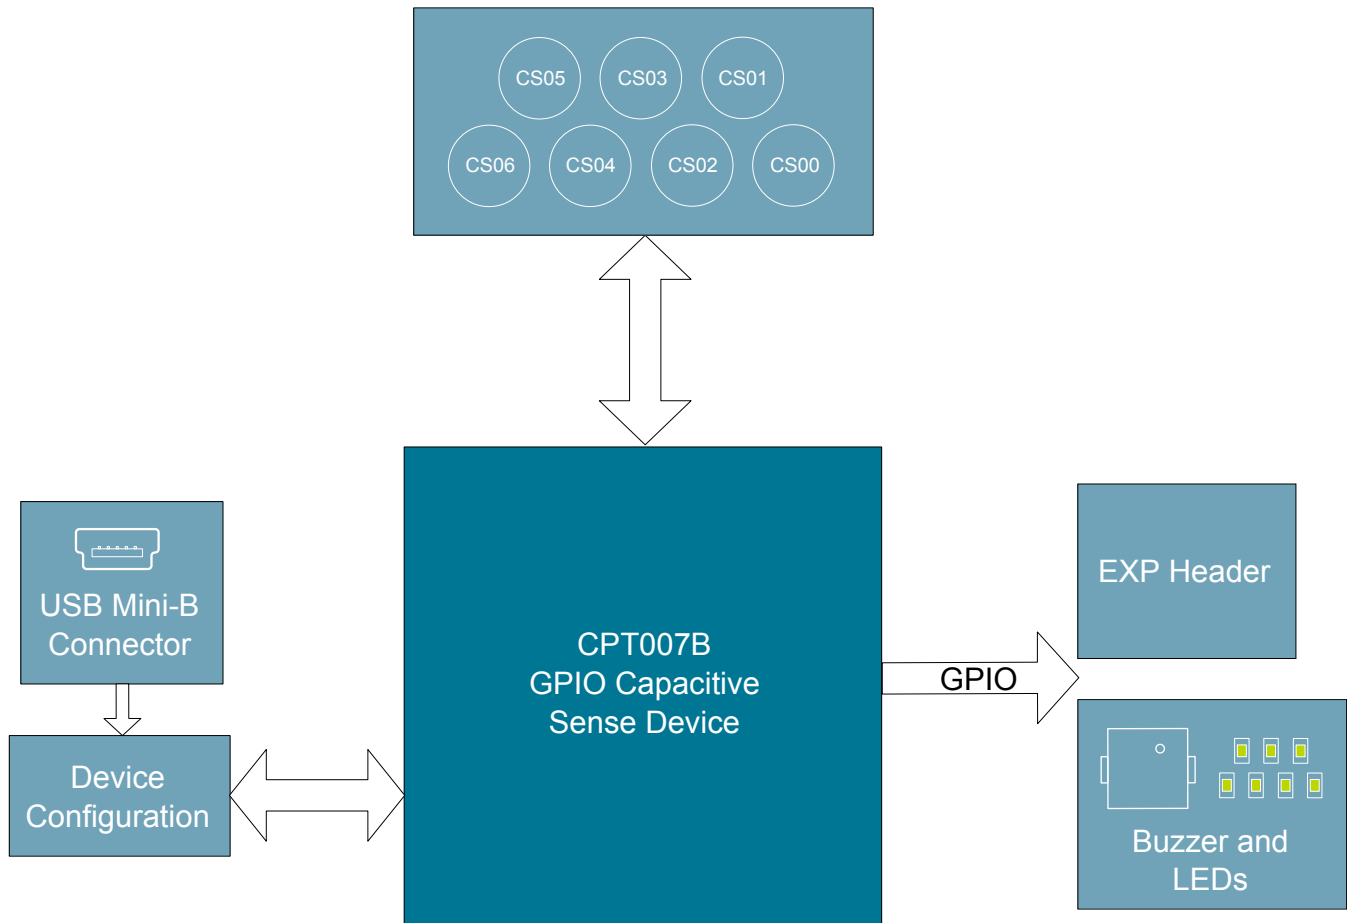 CS05 CS03 CS01
CS06 CS04 CS02 CS00
USB Mini-B
Connector
Device
Configuration
CPT007B
GPIO Capacitive
Sense Device
GPIO
EXP Header
Buzzer and
LEDs